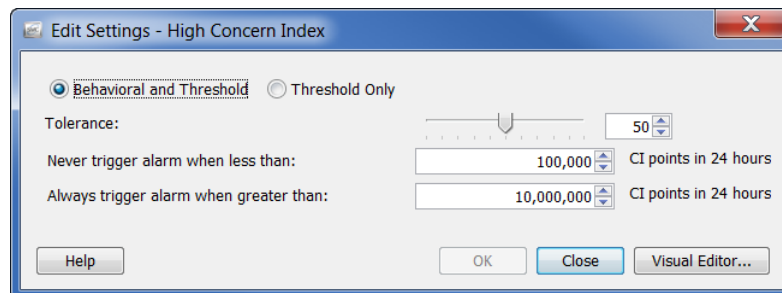 Edit Settings - High Concern Index
X
Behavioral and Threshold Threshold Only
Tolerance: 50
Never trigger alarm when less than: 100,000 CI points in 24 hours
Always trigger alarm when greater than: 10,000,000 CI points in 24 hours
Help OK Close Visual Editor...